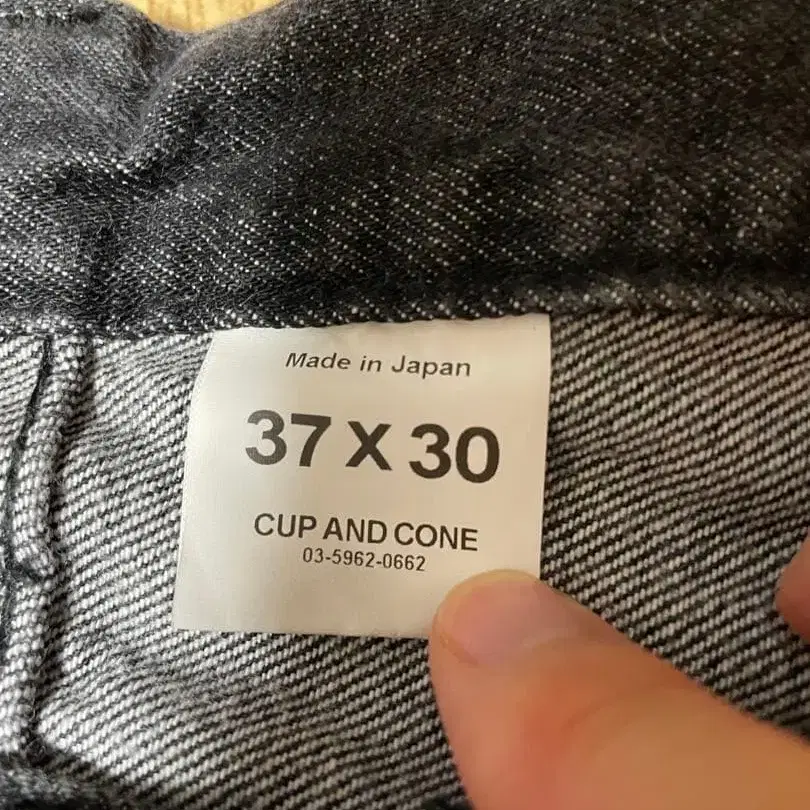 Made in Japan
37 X 30
CUP AND CONE
03-5962-0662